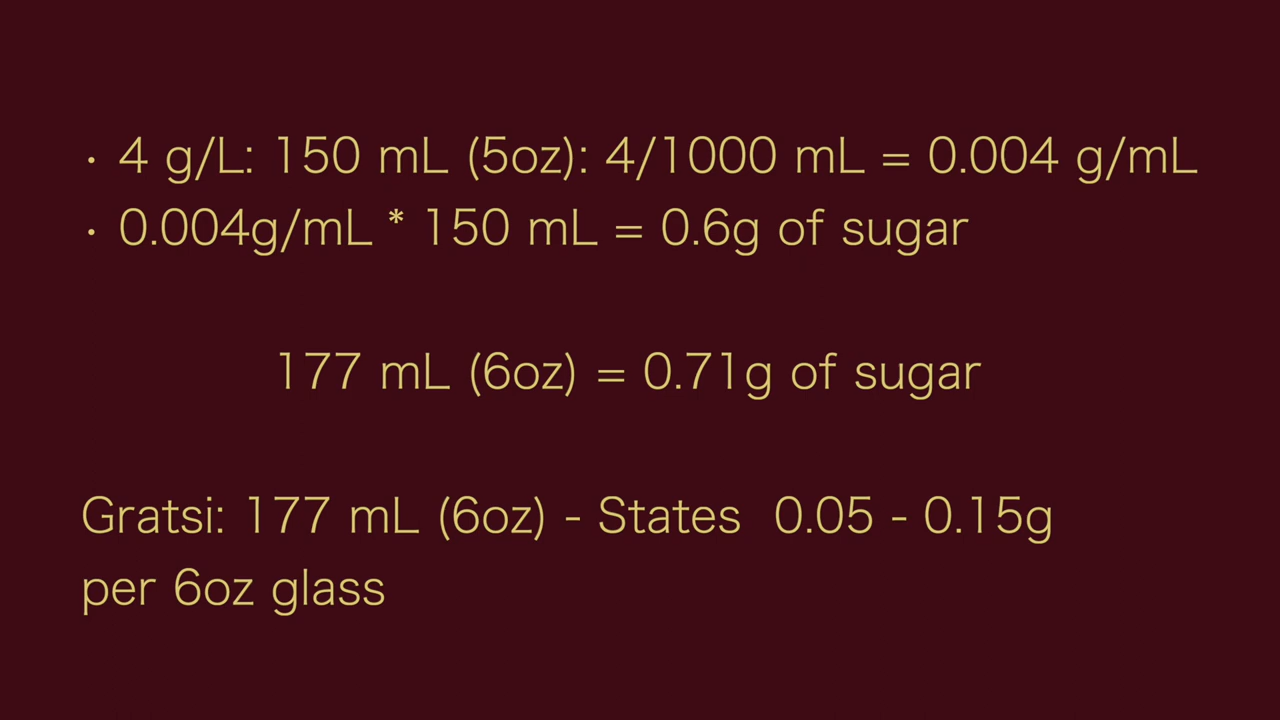 • 4 g/L: 150 mL (5oz): 4/1000 mL = 0.004 g/mL
• 0.004g/mL * 150 mL = 0.6g of sugar
177 mL (6oz) = 0.71g of sugar
Gratsi: 177 mL (6oz) - States 0.05 - 0.15g
per 6oz glass